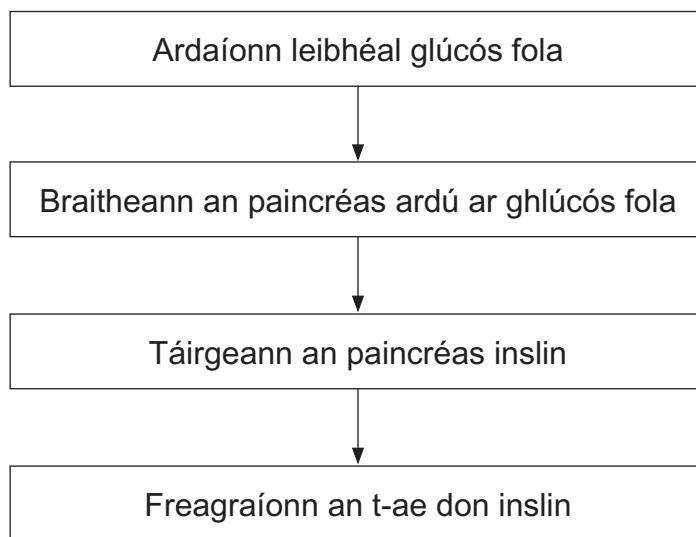 Ardaíonn leibhéal glúcós fola
Braitheann an paincréas ardú ar ghlúcós fola
Táirgeann an paincréas inslin
Freagraíonn an t-ae don inslin